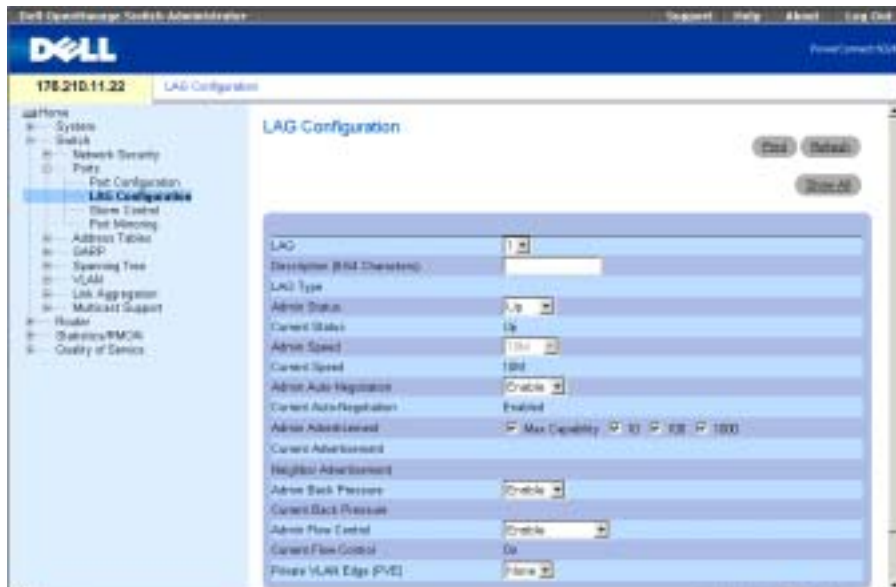 Dell OpenManage Switch Administrator
Support Help About Log Out
DELL
PowerConnect
176.210.11.22
LAG Configuration
Home
System
Switch
Network Security
Ports
Port Configuration
LAG Configuration
Storm Control
Port Mirroring
Address Tables
GARP
Spanning Tree
VLAN
Link Aggregation
Multicast Support
Router
Statistics/RMON
Quality of Service
LAG Configuration
Print Refresh
Show All
LAG 1
Description (0-64 Characters)
LAG Type
Admin Status Up
Current Status Up
Admin Speed 10M
Current Speed 10M
Admin Auto-Negotiation Enable
Current Auto-Negotiation Enabled
Admin Advertisement Max Capability 10 100 1000
Current Advertisement
Neighbor Advertisement
Admin Back Pressure Enable
Current Back Pressure
Admin Flow Control Enable
Current Flow Control On
Private VLAN Edge (PVE) None